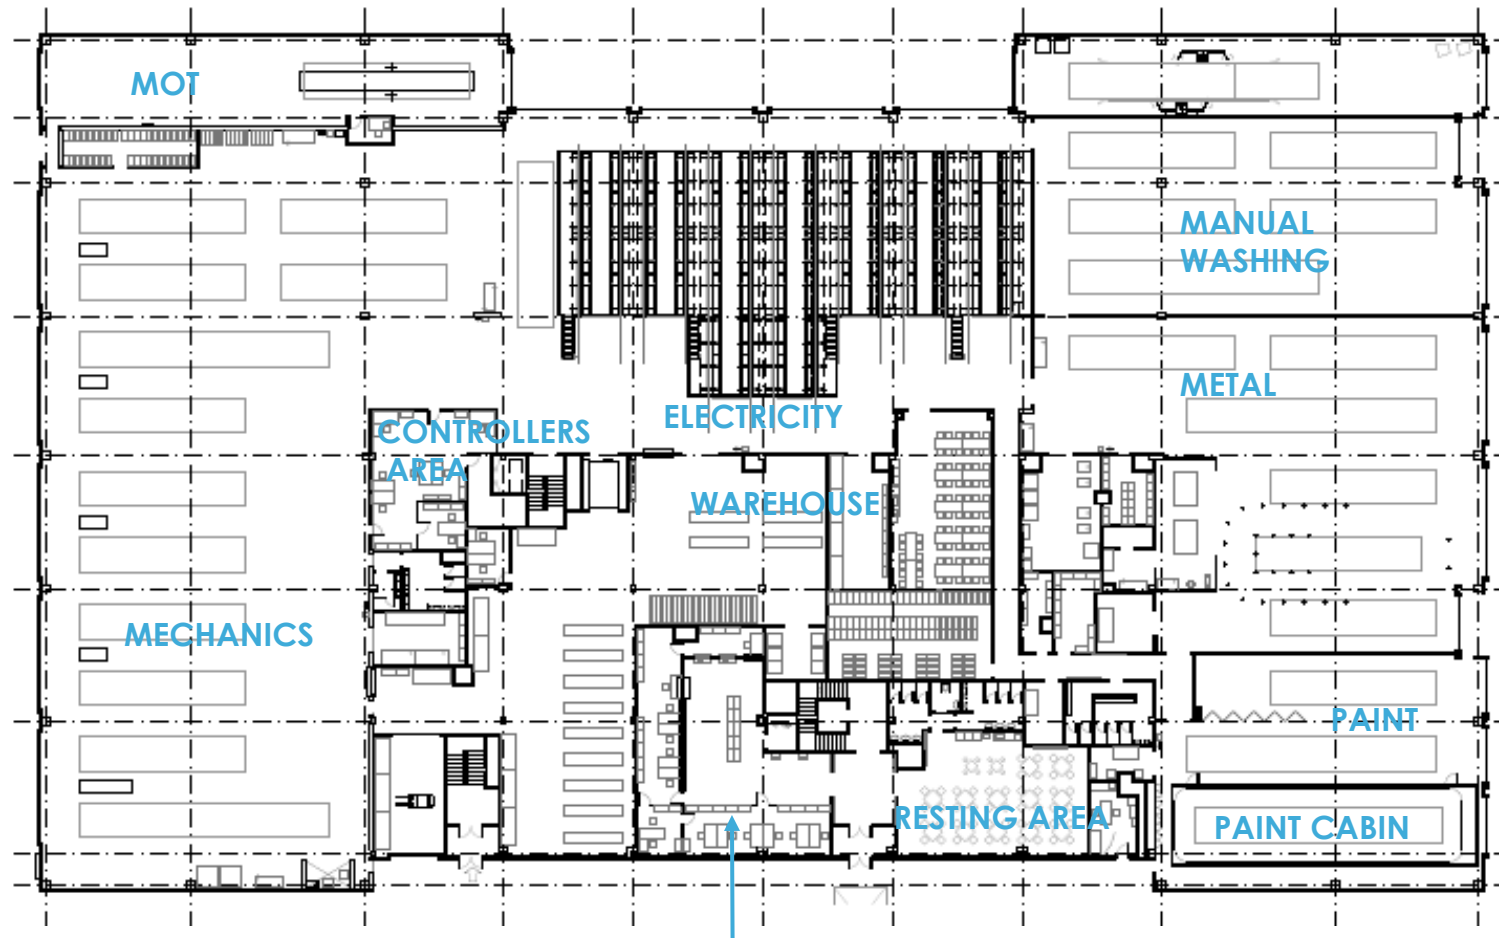 MOT
MANUAL
WASHING
METAL
ELECTRICITY
CONTROLLERS
AREA
WAREHOUSE
MECHANICS
PAINT
RESTING AREA
PAINT CABIN